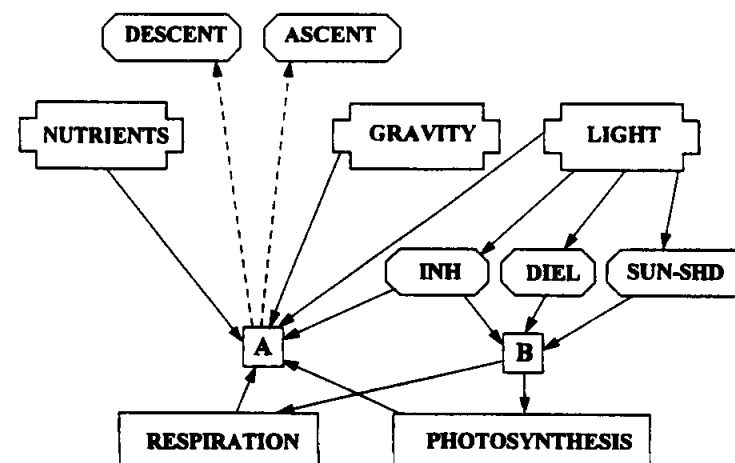 DESCENT ASCENT
NUTRIENTS GRAVITY LIGHT
INH DIEL SUN-SHD
A B
RESPIRATION PHOTOSYNTHESIS